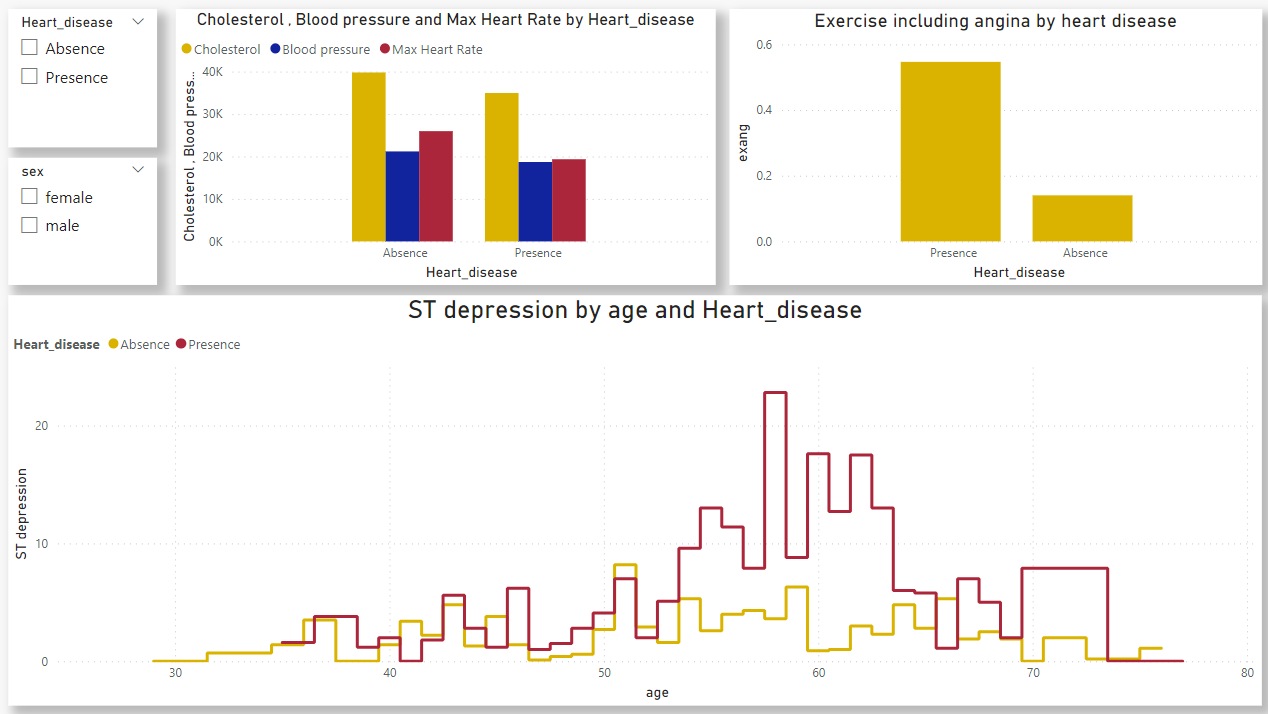 Heart_disease
Absence
Presence
sex
female
male
Cholesterol , Blood pressure and Max Heart Rate by Heart_disease
Cholesterol Blood pressure Max Heart Rate
Cholesterol , Blood press...
40K
30K
20K
10K
0K
Absence Presence
Heart_disease
Exercise including angina by heart disease
exang
0.6
0.4
0.2
0.0
Presence Absence
Heart_disease
ST depression by age and Heart_disease
Heart_disease Absence Presence
ST depression
20
10
0
30 40 50 60 70 80
age